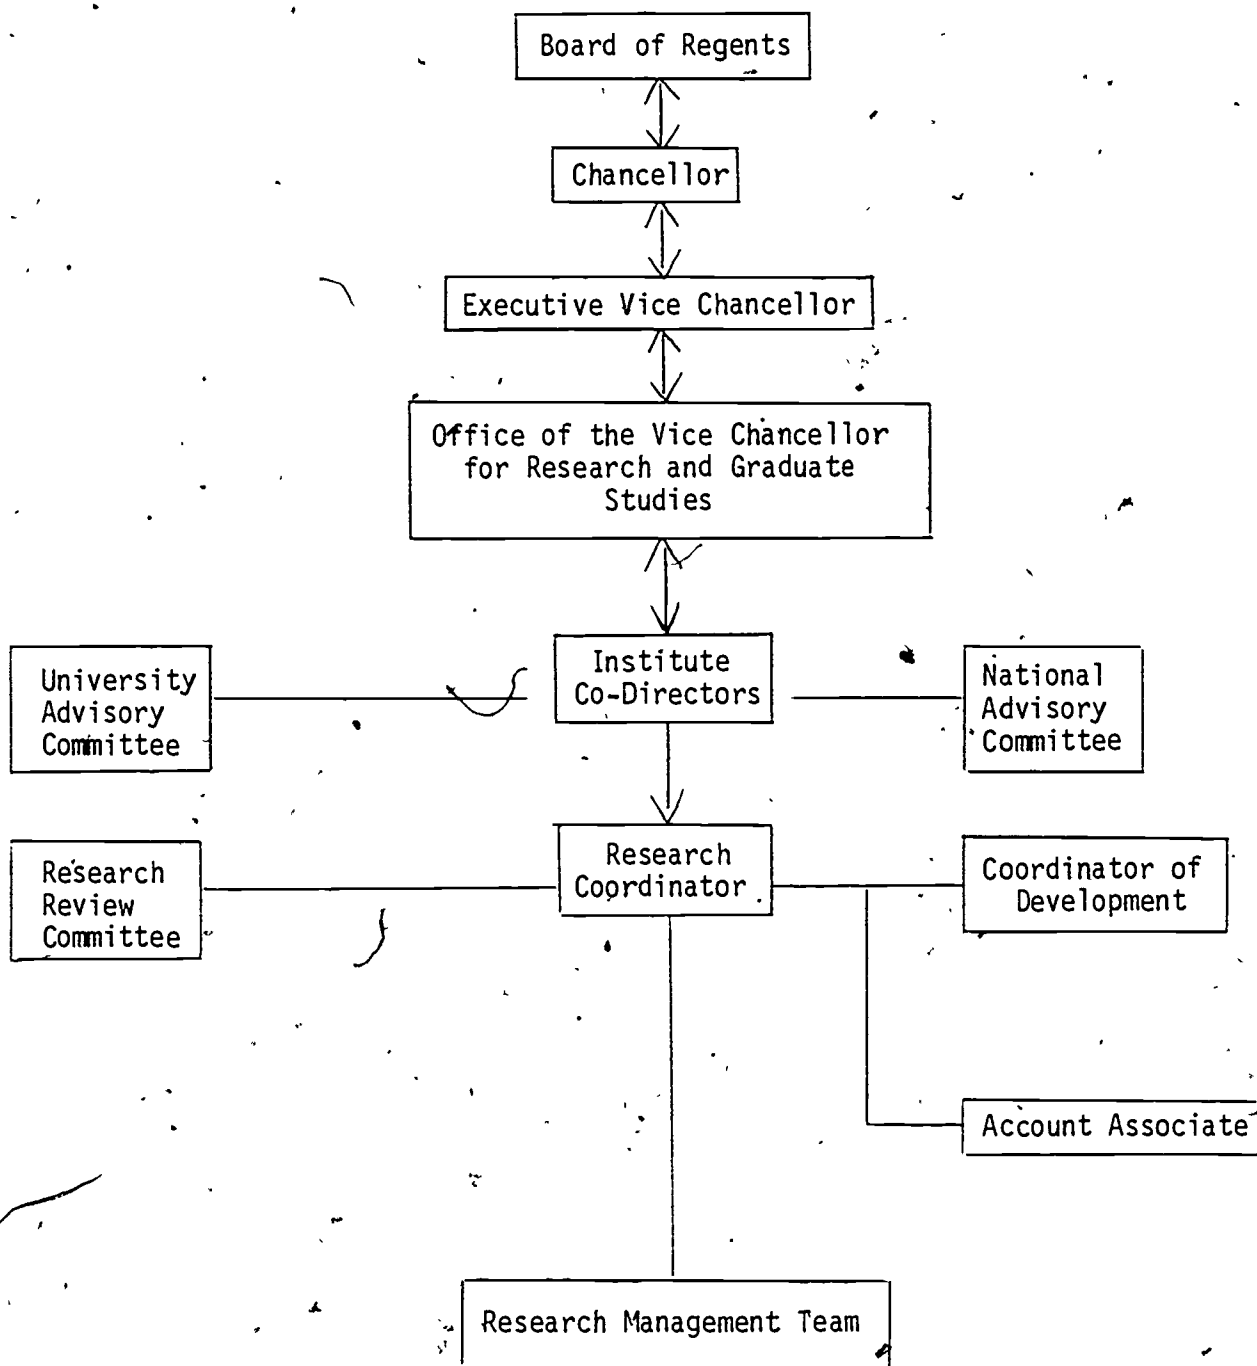 Board of Regents
Chancellor
Executive Vice Chancellor
Office of the Vice Chancellor
for Research and Graduate
Studies
University
Advisory
Committee
Institute
Co-Directors
National
Advisory
Committee
Research
Review
Committee
Research
Coordinator
Coordinator of
Development
Account Associate
Research Management Team